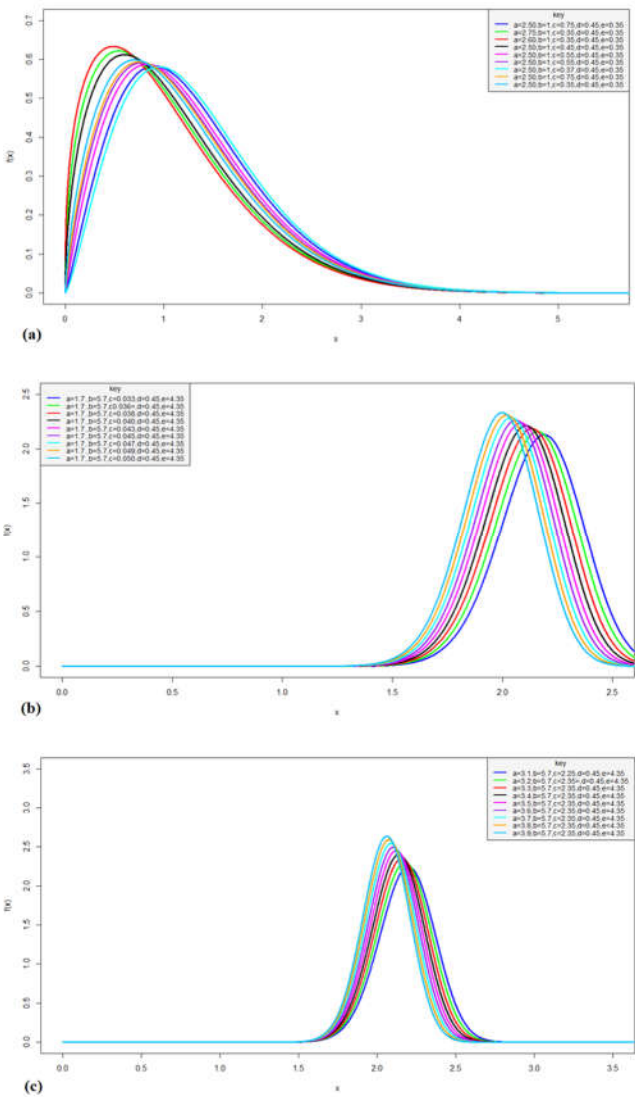 key
a=2.50,b=1,c=0.75,d=0.45,e=0.35
a=2.75,b=1,c=0.35,d=0.45,e=0.35
a=2.60,b=1,c=0.35,d=0.45,e=0.35
a=2.50,b=1,c=0.45,d=0.45,e=0.35
a=2.50,b=1,c=0.55,d=0.45,e=0.35
a=2.50,b=1,c=0.55,d=0.45,e=0.35
a=2.50,b=1,c=0.37,d=0.45,e=0.35
a=2.50,b=1,c=0.75,d=0.45,e=0.35
a=2.50,b=1,c=0.35,d=0.45,e=0.35
f(x)
0.7
0.6
0.5
0.4
0.3
0.2
0.1
0.0
0 1 2 3 4 5
x
(a)
key
a=1.7 ,b=5.7,c=0.033,d=0.45,e=4.35
a=1.7 ,b=5.7,c0.036=,d=0.45,e=4.35
a=1.7 ,b=5.7,c=0.038,d=0.45,e=4.35
a=1.7 ,b=5.7,c=0.040,d=0.45,e=4.35
a=1.7 ,b=5.7,c=0.043,d=0.45,e=4.35
a=1.7 ,b=5.7,c=0.045,d=0.45,e=4.35
a=1.7 ,b=5.7,c=0.047,d=0.45,e=4.35
a=1.7 ,b=5.7,c=0.049,d=0.45,e=4.35
a=1.7 ,b=5.7,c=0.050,d=0.45,e=4.35
f(x)
2.5
2.0
1.5
1.0
0.5
0.0
0.0 0.5 1.0 1.5 2.0 2.5
x
(b)
key
a=3.1,b=5.7,c=2.25,d=0.45,e=4.35
a=3.2,b=5.7,c=2.35=,d=0.45,e=4.35
a=3.3,b=5.7,c=2.35,d=0.45,e=4.35
a=3.4,b=5.7,c=2.35,d=0.45,e=4.35
a=3.5,b=5.7,c=2.35,d=0.45,e=4.35
a=3.6,b=5.7,c=2.35,d=0.45,e=4.35
a=3.7,b=5.7,c=2.35,d=0.45,e=4.35
a=3.8,b=5.7,c=2.35,d=0.45,e=4.35
a=3.9,b=5.7,c=2.35,d=0.45,e=4.35
f(x)
3.5
3.0
2.5
2.0
1.5
1.0
0.5
0.0
0.0 0.5 1.0 1.5 2.0 2.5 3.0 3.5
x
(c)